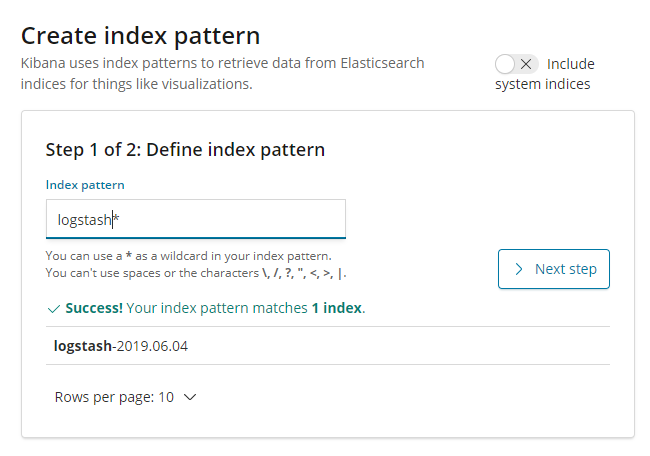 Create index pattern
Kibana uses index patterns to retrieve data from Elasticsearch
indices for things like visualizations.
Include
system indices
Step 1 of 2: Define index pattern
Index pattern
logstash*
You can use a * as a wildcard in your index pattern.
You can't use spaces or the characters \, /, ?, ", <, >, |.
Next step
Success! Your index pattern matches 1 index.
logstash-2019.06.04
Rows per page: 10